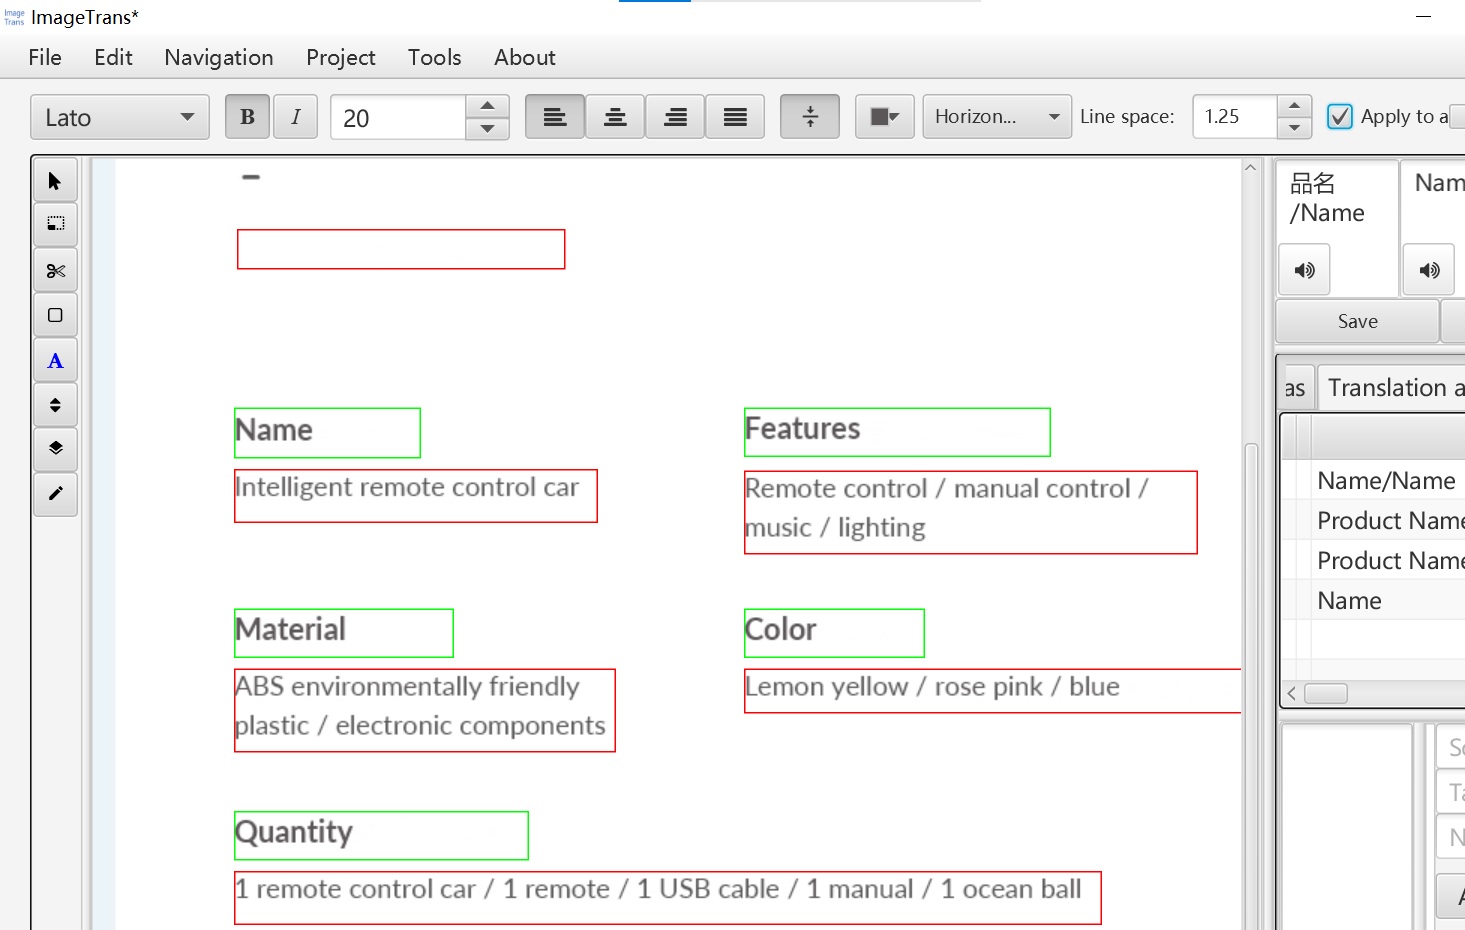 Image
Trans
ImageTrans*
File Edit Navigation Project Tools About
Lato B I 20 Horizon... Line space: 1.25 Apply to a
品名
/Name
Nam
Save
as Translation a
Name/Name
Product Name
Product Name
Name
Name
Intelligent remote control car
Features
Remote control / manual control /
music / lighting
Material
ABS environmentally friendly
plastic / electronic components
Color
Lemon yellow / rose pink / blue
Quantity
1 remote control car / 1 remote / 1 USB cable / 1 manual / 1 ocean ball
A